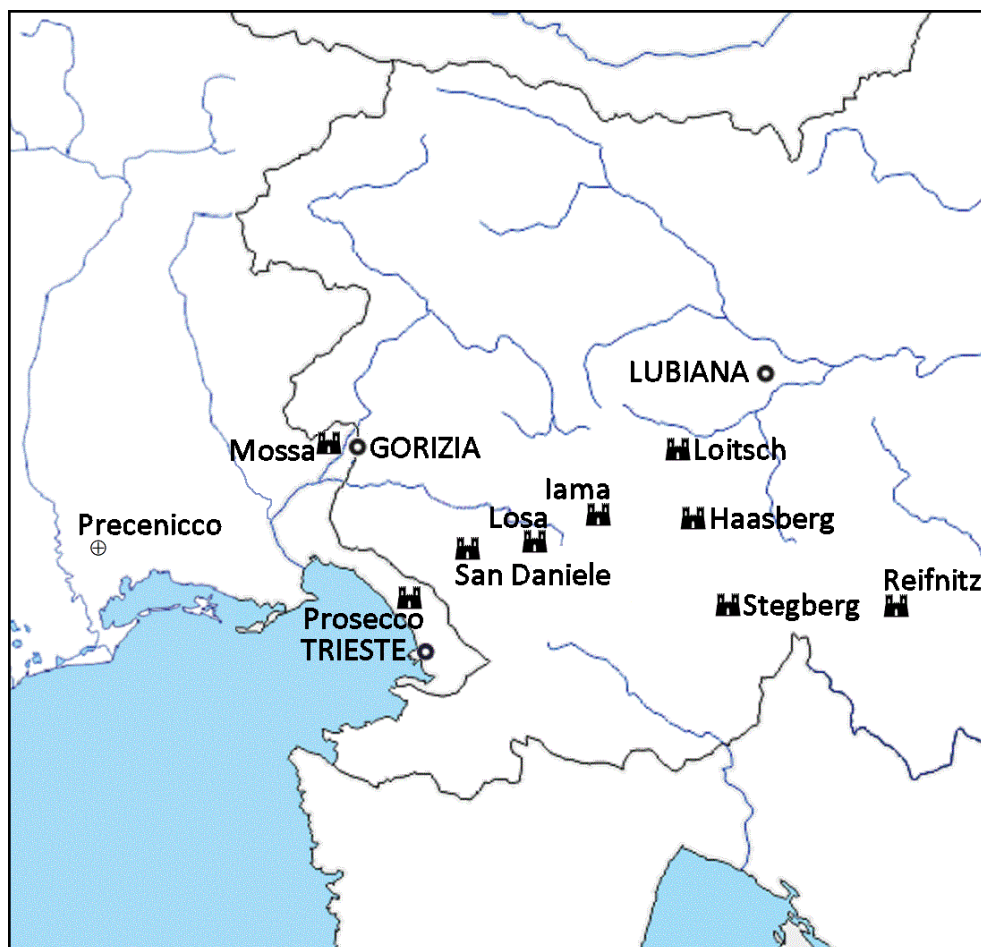 LUBIANA
Mossa
GORIZIA
Loitsch
Iama
Precenicco
Losa
Haasberg
San Daniele
Reifnitz
Prosecco
Stegberg
TRIESTE